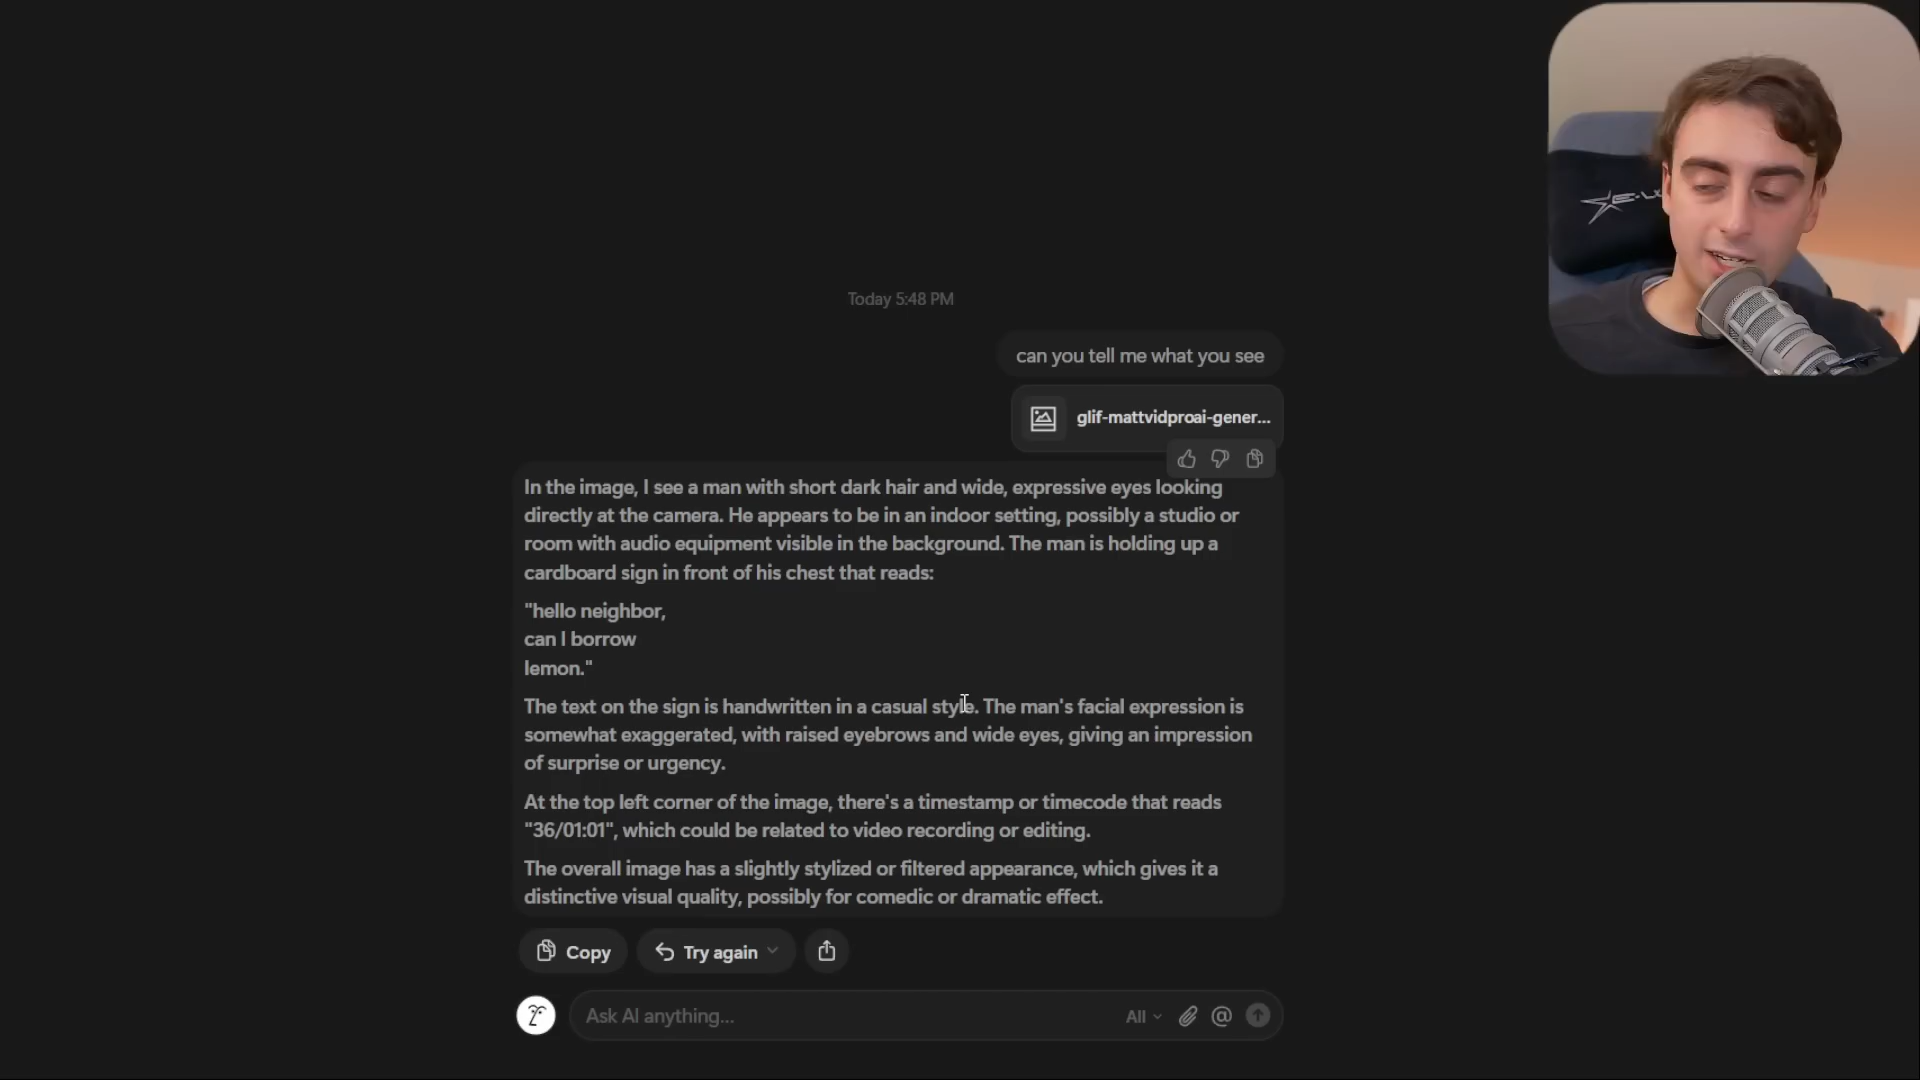 Today 5:48 PM
can you tell me what you see
glif-mattvidproai-gener...
In the image, I see a man with short dark hair and wide, expressive eyes looking
directly at the camera. He appears to be in an indoor setting, possibly a studio or
room with audio equipment visible in the background. The man is holding up a
cardboard sign in front of his chest that reads:
"hello neighbor,
can I borrow
lemon."
The text on the sign is handwritten in a casual style. The man's facial expression is
somewhat exaggerated, with raised eyebrows and wide eyes, giving an impression
of surprise or urgency.
At the top left corner of the image, there's a timestamp or timecode that reads
"36/01:01", which could be related to video recording or editing.
The overall image has a slightly stylized or filtered appearance, which gives it a
distinctive visual quality, possibly for comedic or dramatic effect.
Copy
Try again
Ask AI anything...
All